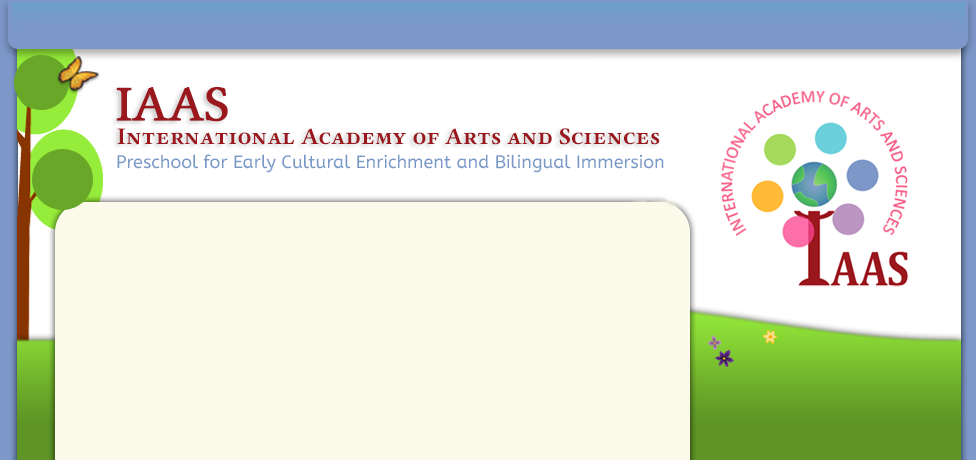 IAAS
International Academy of Arts and Sciences
Preschool for Early Cultural Enrichment and Bilingual Immersion
INTERNATIONAL ACADEMY OF ARTS AND SCIENCES
IAAS